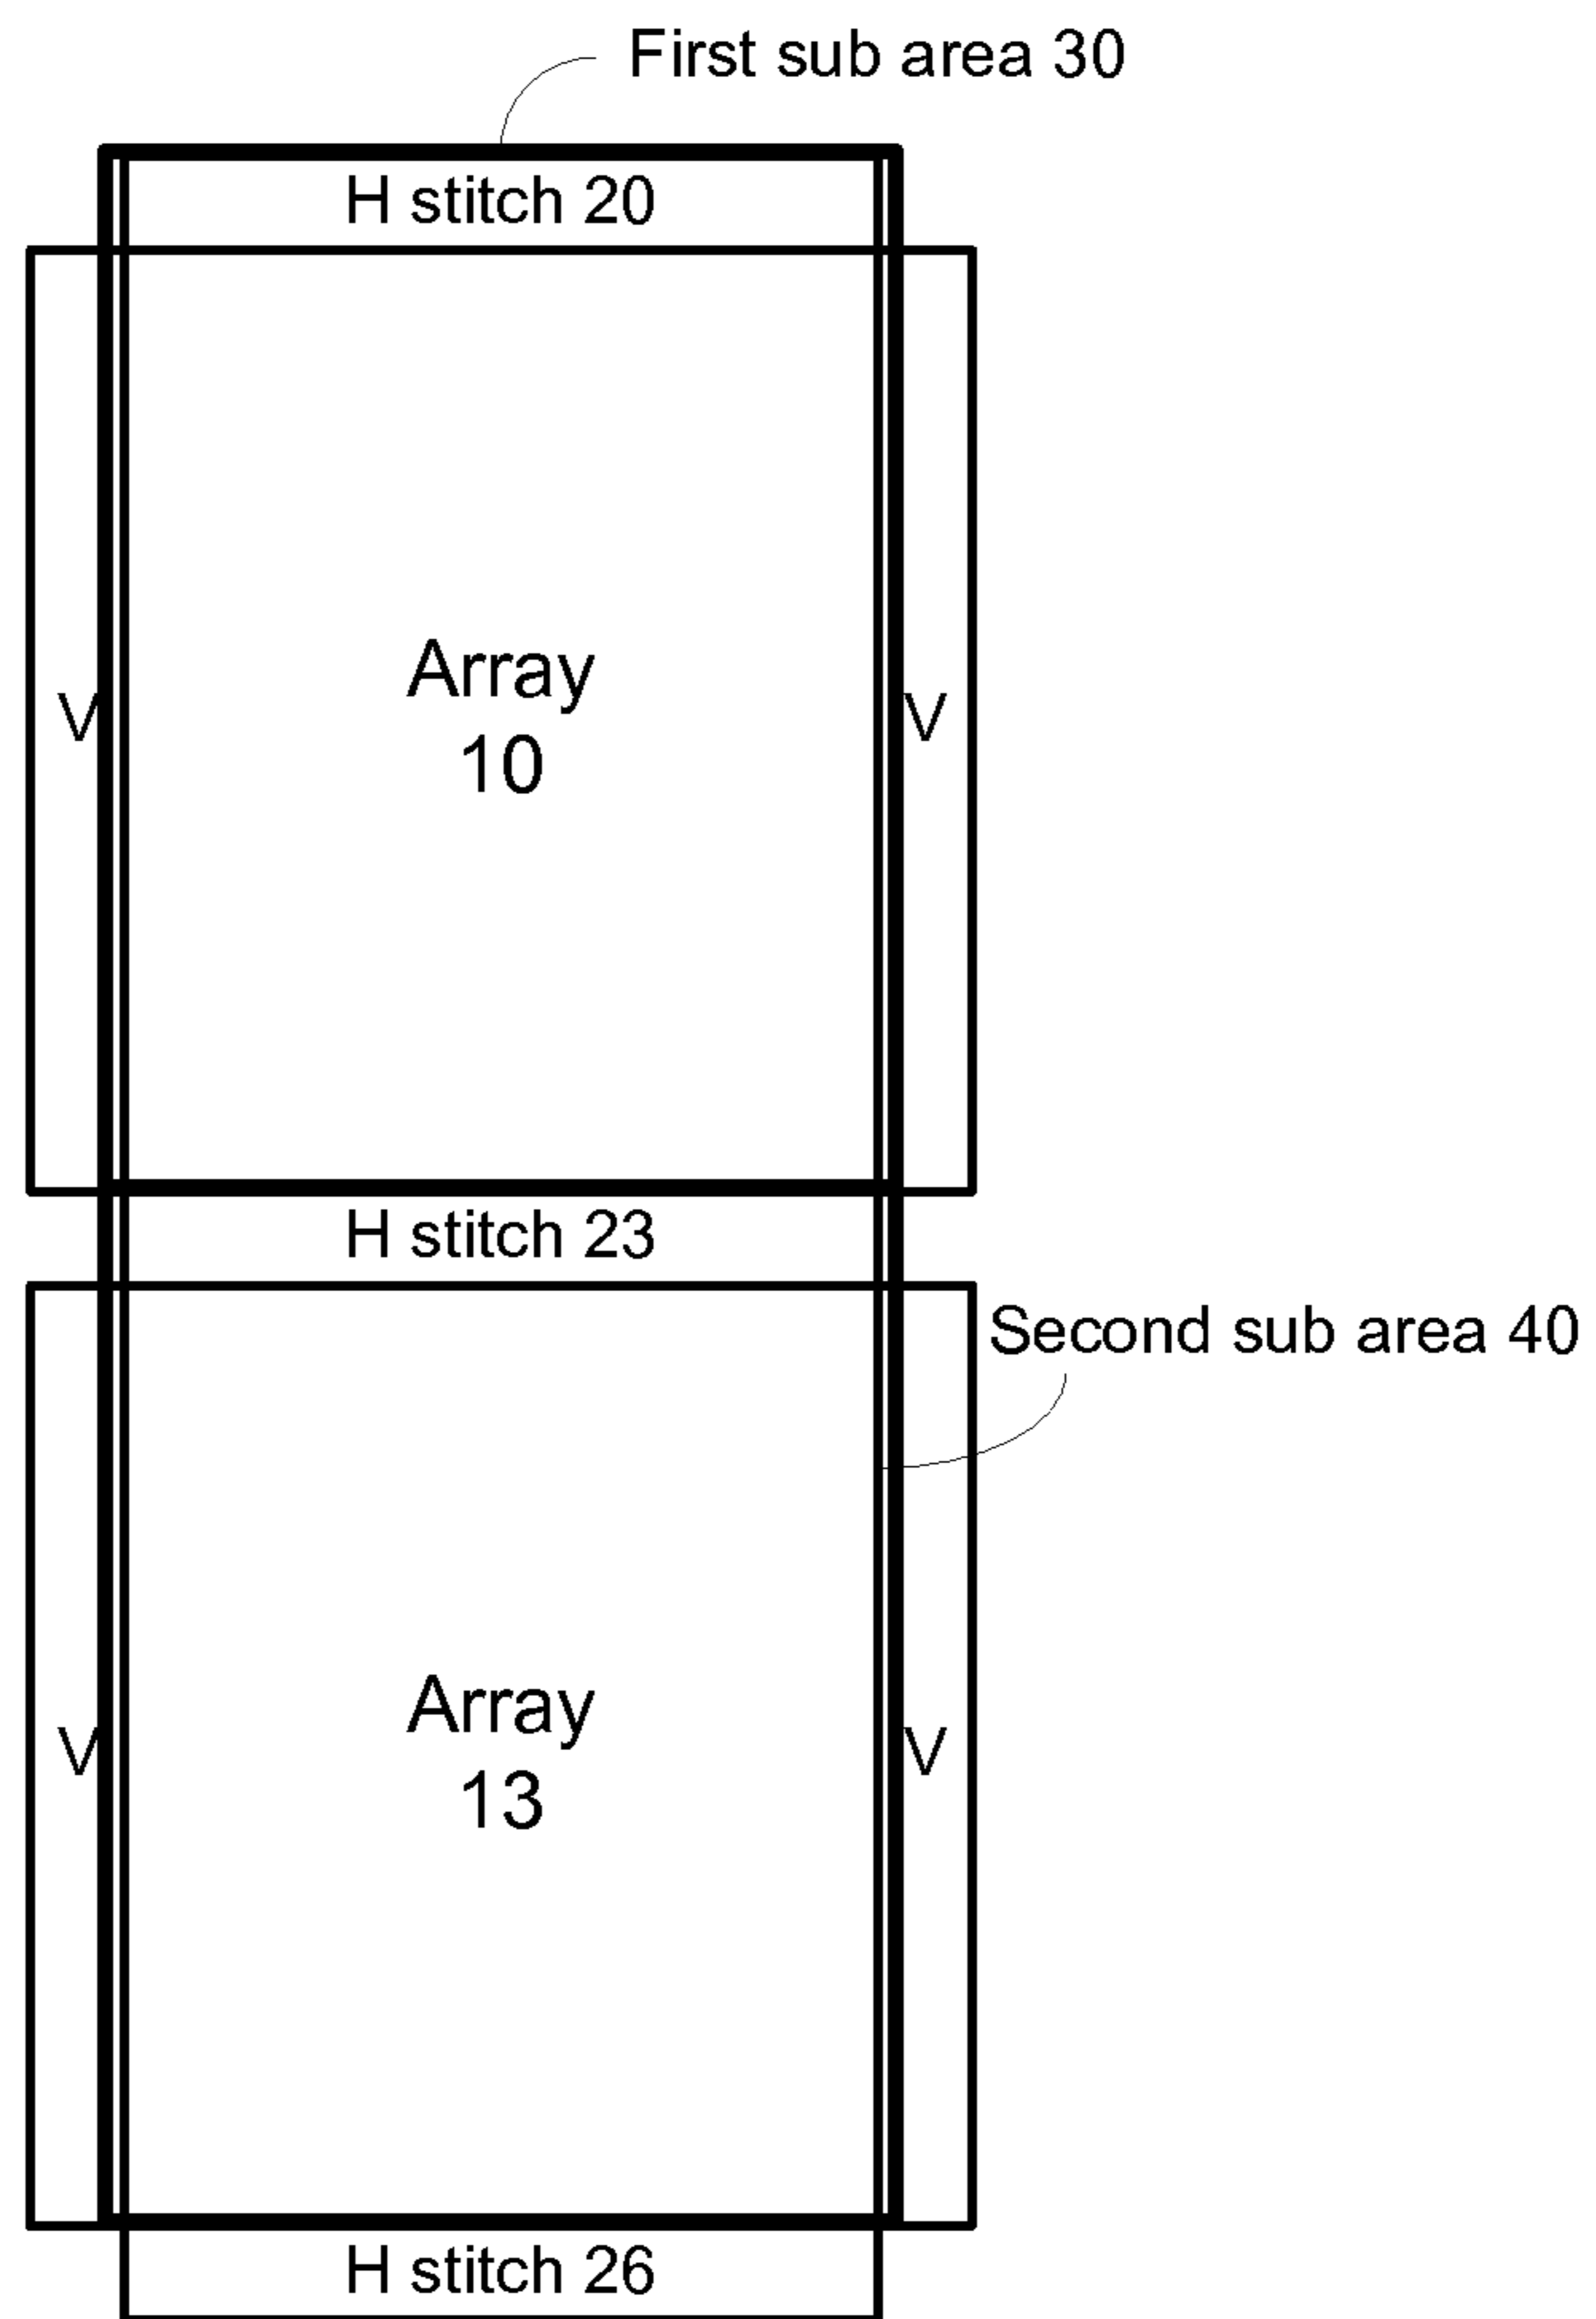 First sub area 30
H stitch 20
Array
10
V
V
H stitch 23
Second sub area 40
Array
13
V
V
H stitch 26